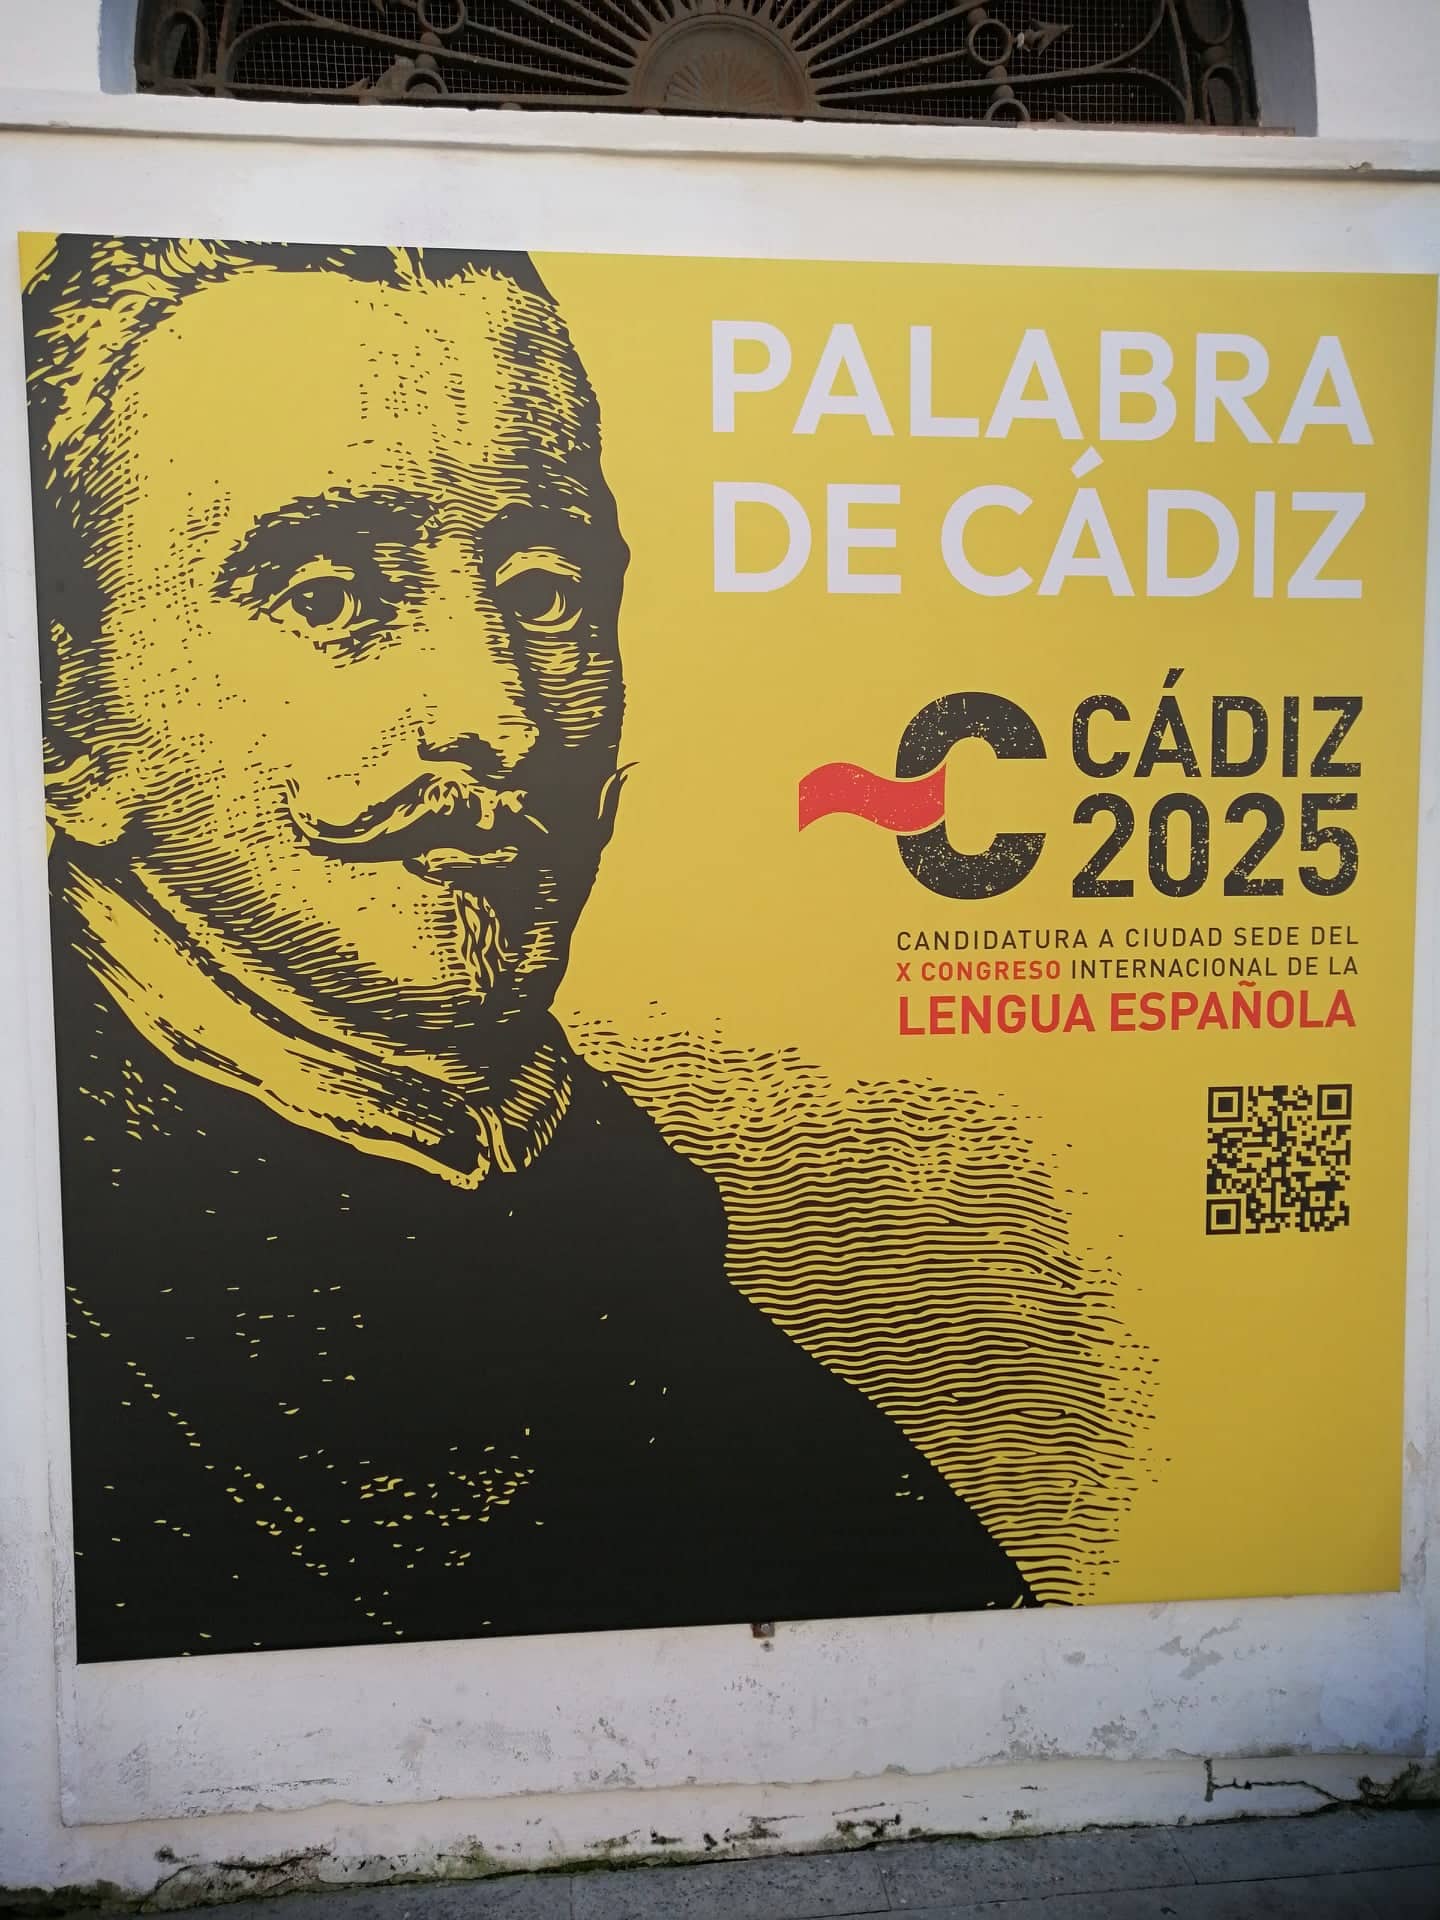 PALABRA
DE CÁDIZ
C CÁDIZ
2025
CANDIDATURA A CIUDAD SEDE DEL
X CONGRESO INTERNACIONAL DE LA
LENGUA ESPAÑOLA